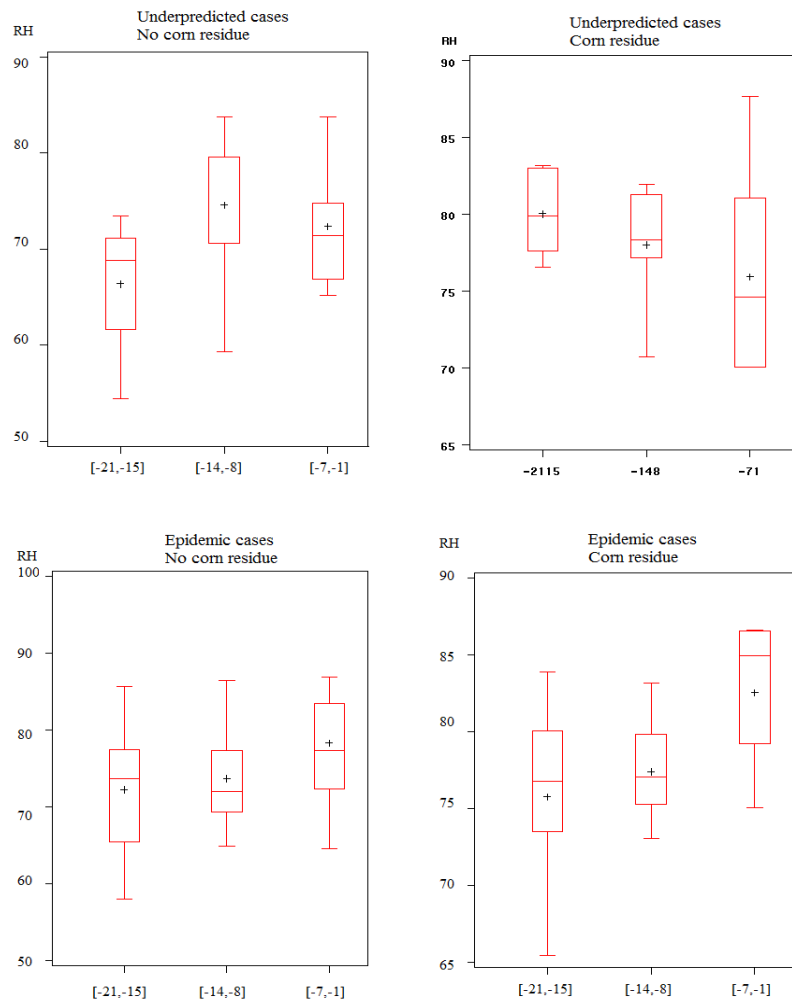 Underpredicted cases
No corn residue
RH
90
80
70
60
50
[-21,-15] [-14,-8] [-7,-1]
Underpredicted cases
Corn residue
RH
90
85
80
75
70
65
-2115 -148 -71
Epidemic cases
No corn residue
RH
100
90
80
70
60
50
[-21,-15] [-14,-8] [-7,-1]
Epidemic cases
Corn residue
RH
90
85
80
75
70
65
[-21,-15] [-14,-8] [-7,-1]